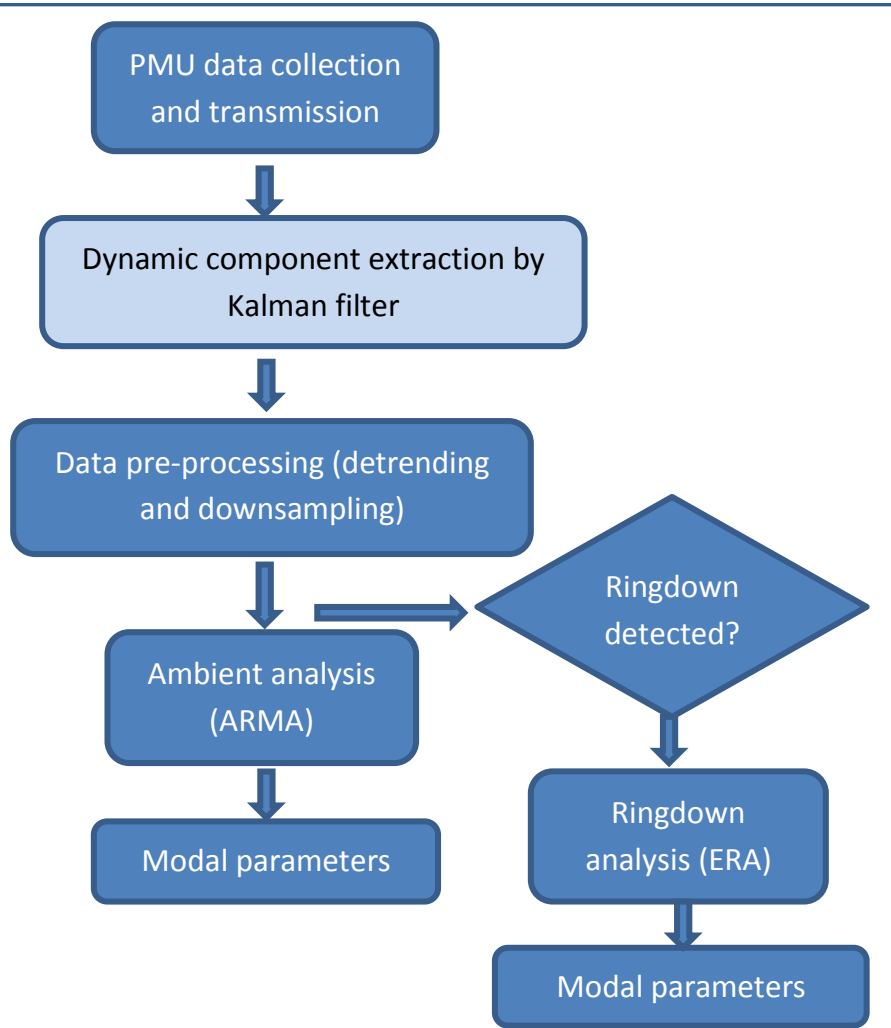 PMU data collection
and transmission
Dynamic component extraction by
Kalman filter
Data pre-processing (detrending
and downsampling)
Ringdown
detected?
Ambient analysis
(ARMA)
Modal parameters
Ringdown
analysis (ERA)
Modal parameters